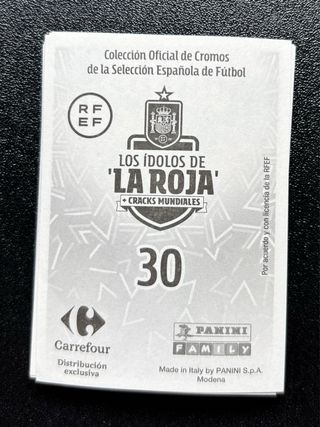 Colección Oficial de Cromos
de la Selección Española de Fútbol
RF
EF
LOS ÍDOLOS DE
'LA ROJA'
+ CRACKS MUNDIALES
30
Por acuerdo y con licencia de la RFEF
Carrefour
Distribución
exclusiva
PANINI
FAMILY
Made in Italy by PANINI S.p.A.
Modena